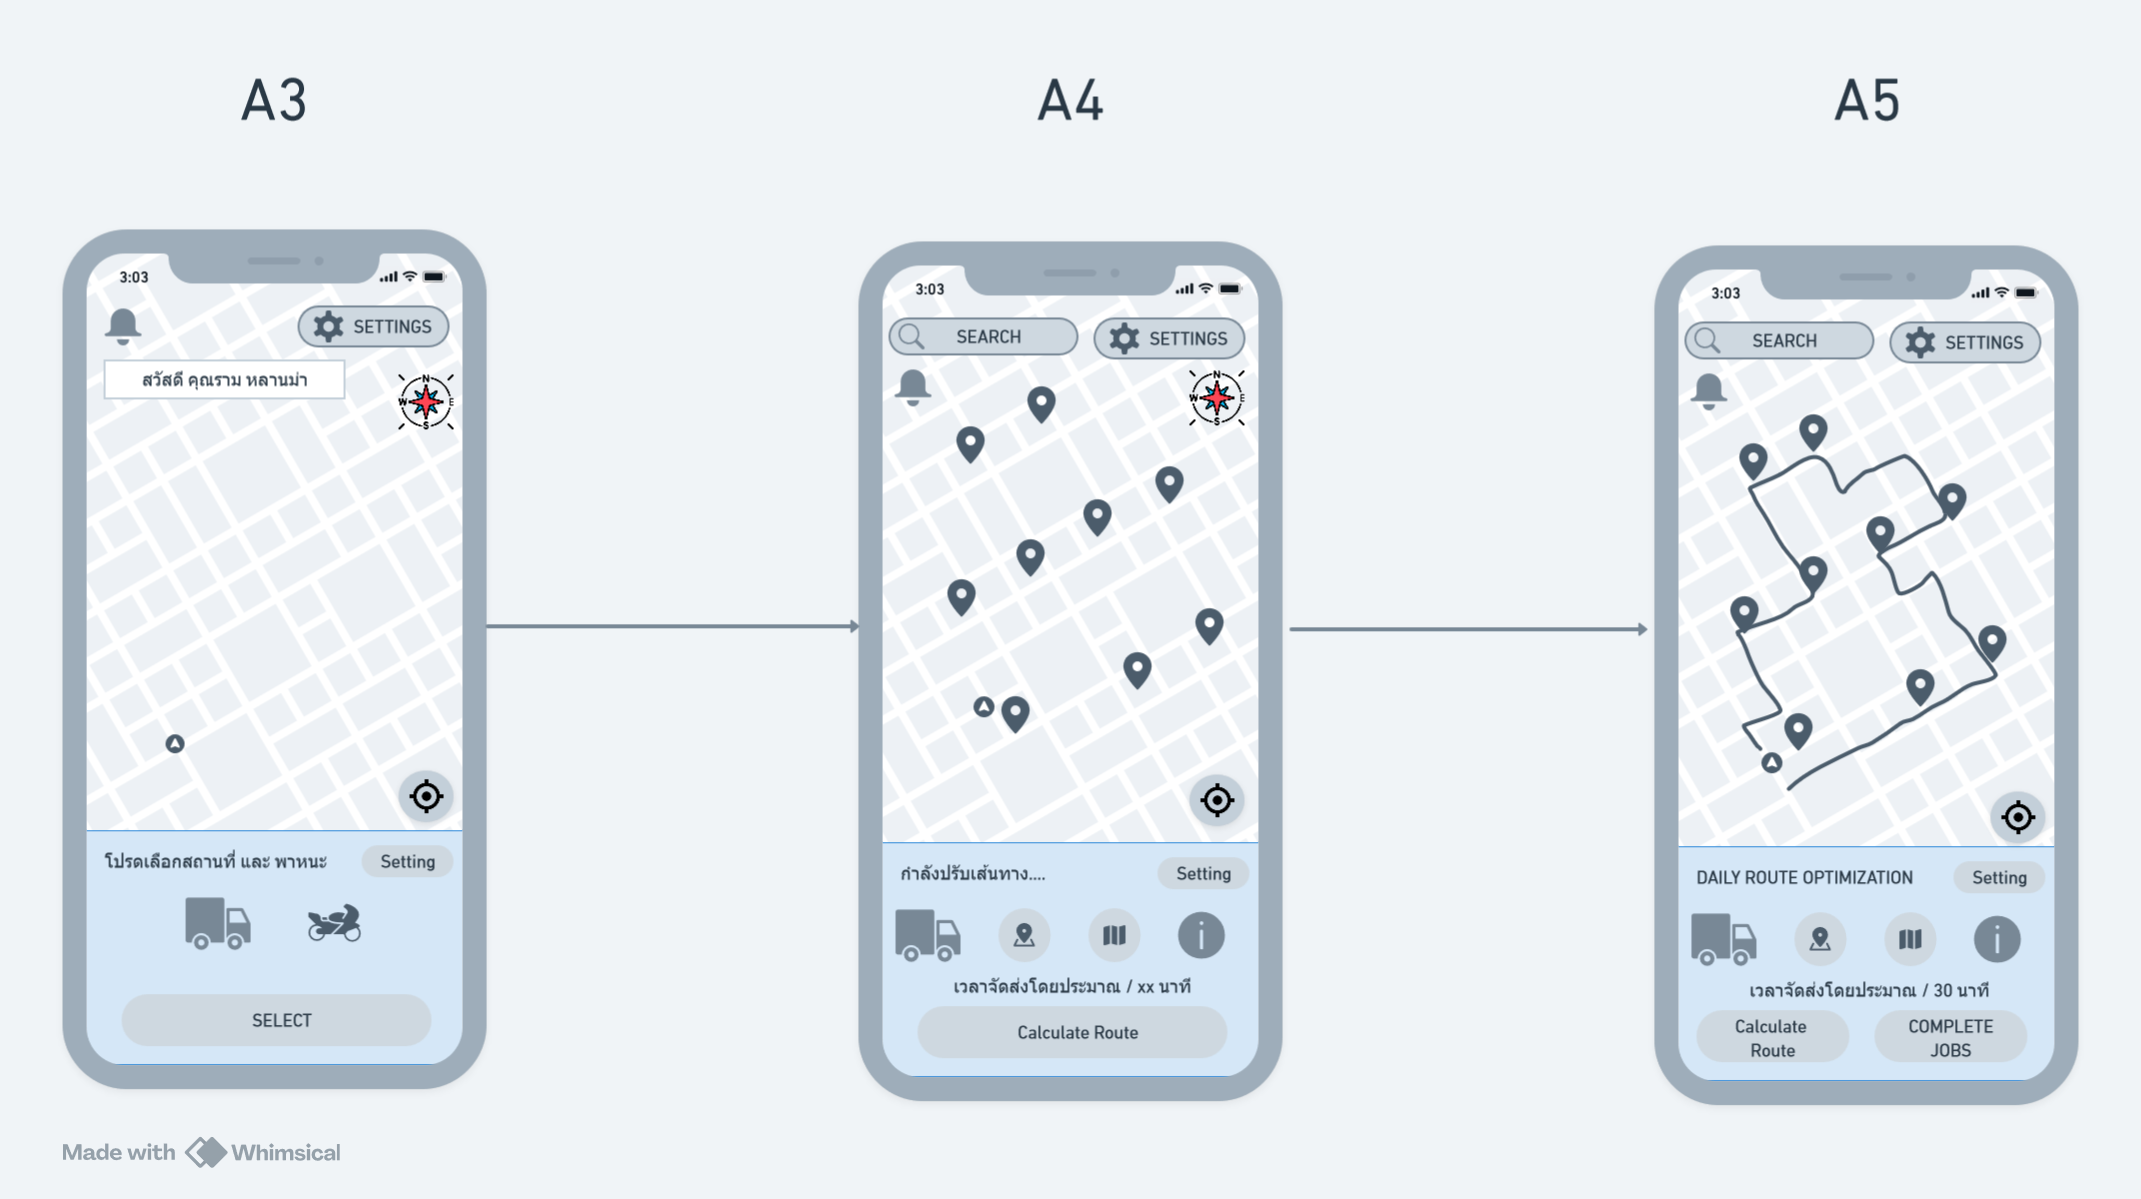 A3
A4
A5
3:03
SETTINGS
สวัสดี คุณราม หลานม่า
N
W E
S
โปรดเลือกสถานที่ และ พาหนะ
Setting
SELECT
3:03
SEARCH
SETTINGS
N
W E
S
กำลังปรับเส้นทาง....
Setting
เวลาจัดส่งโดยประมาณ / xx นาที
Calculate Route
3:03
SEARCH
SETTINGS
DAILY ROUTE OPTIMIZATION
Setting
เวลาจัดส่งโดยประมาณ / 30 นาที
Calculate
Route
COMPLETE
JOBS
Made with Whimsical